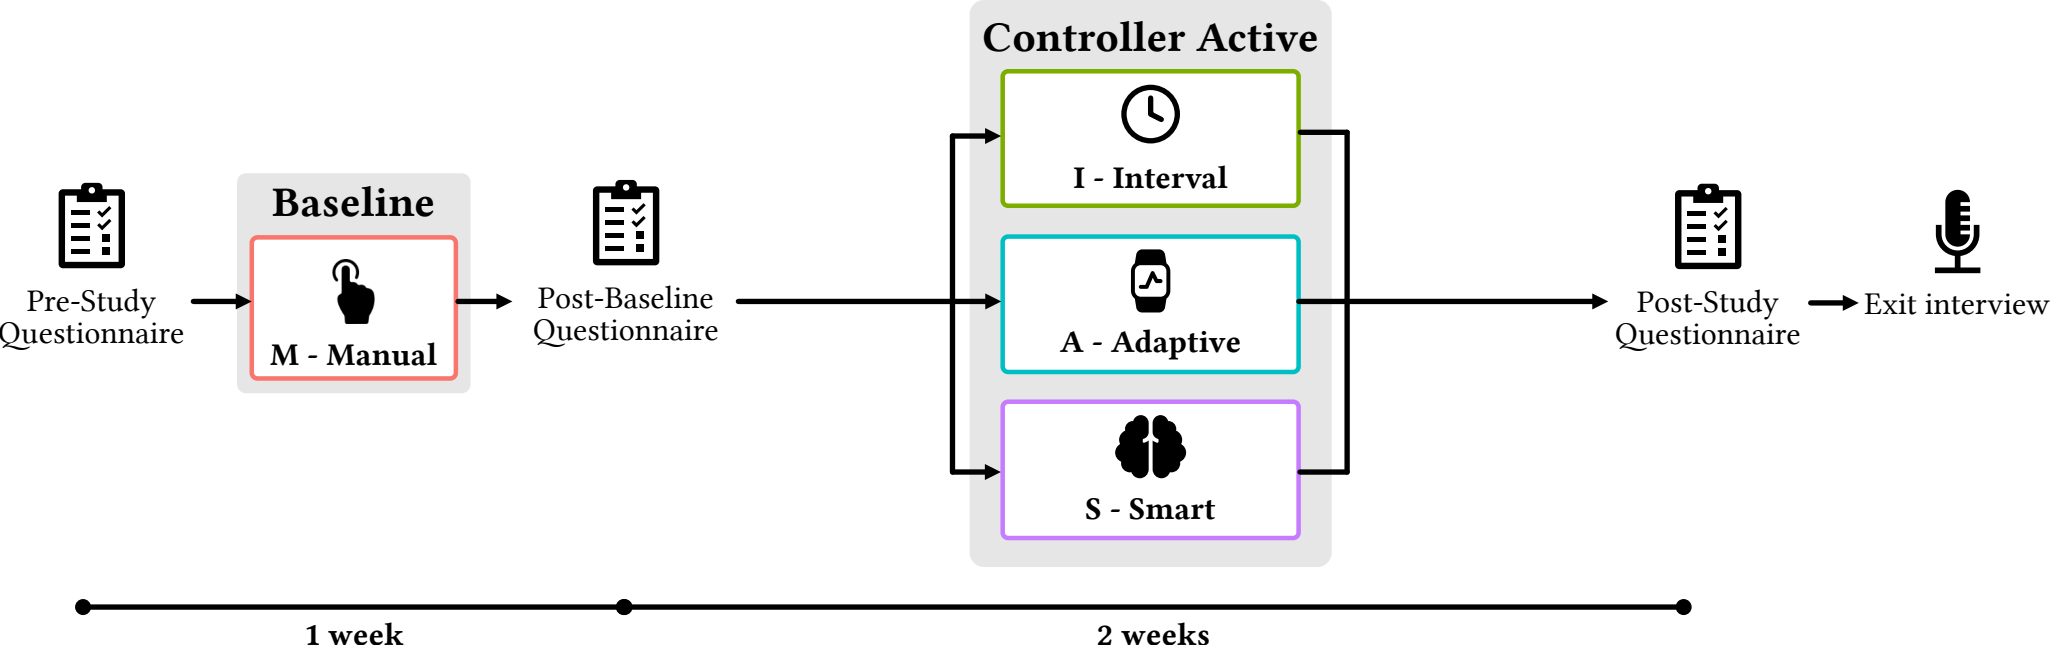 Pre-Study
Questionnaire
Baseline
M - Manual
Post-Baseline
Questionnaire
Controller Active
I - Interval
A - Adaptive
S - Smart
Post-Study
Questionnaire
Exit interview
1 week
2 weeks